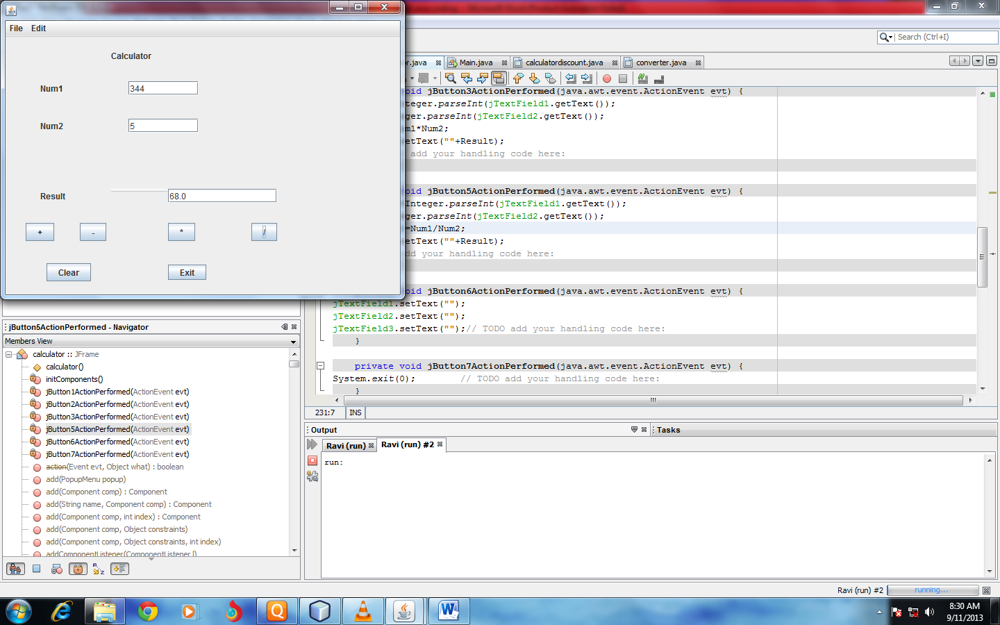 File Edit
Calculator
Num1 344
Num2 5
Result 68.0
+ - * /
Clear Exit
Search (Ctrl+I)
r.java Main.java calculatordiscount.java converter.java
oid jButton3ActionPerformed(java.awt.event.ActionEvent evt) {
teger.parseInt(jTextField1.getText());
ger.parseInt(jTextField2.getText());
m1*Num2;
etText(""+Result);
add your handling code here:
oid jButton5ActionPerformed(java.awt.event.ActionEvent evt) {
Integer.parseInt(jTextField1.getText());
eger.parseInt(jTextField2.getText());
=Num1/Num2;
etText(""+Result);
dd your handling code here:
oid jButton6ActionPerformed(java.awt.event.ActionEvent evt) {
jTextField1.setText("");
jTextField2.setText("");
jTextField3.setText("");// TODO add your handling code here:
}
private void jButton7ActionPerformed(java.awt.event.ActionEvent evt) {
System.exit(0); // TODO add your handling code here:
}
231:7 INS
jButton5ActionPerformed - Navigator
Members View
calculator :: JFrame
calculator()
initComponents()
jButton1ActionPerformed(ActionEvent evt)
jButton2ActionPerformed(ActionEvent evt)
jButton3ActionPerformed(ActionEvent evt)
jButton5ActionPerformed(ActionEvent evt)
jButton6ActionPerformed(ActionEvent evt)
jButton7ActionPerformed(ActionEvent evt)
action(Event evt, Object what) : boolean
add(PopupMenu popup)
add(Component comp) : Component
add(String name, Component comp) : Component
add(Component comp, int index) : Component
add(Component comp, Object constraints)
add(Component comp, Object constraints, int index)
addComponentListener(ComponentListener l)
Output Tasks
Ravi (run) Ravi (run) #2
run:
Ravi (run) #2 running...
8:30 AM
9/11/2013